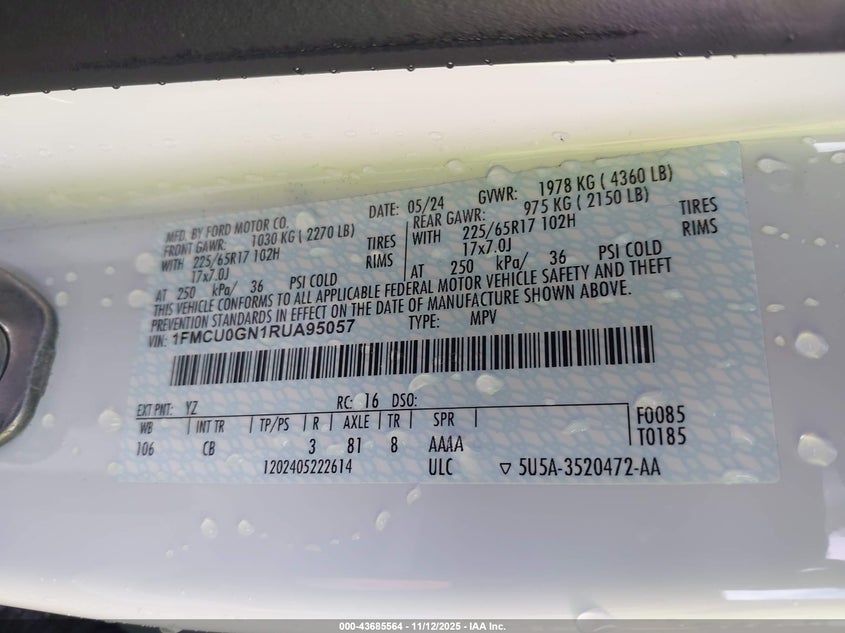 MFD. BY FORD MOTOR CO. DATE: 05/24 GVWR: 1978 KG ( 4360 LB)
FRONT GAWR: 1030 KG ( 2270 LB) REAR GAWR: 975 KG ( 2150 LB)
WITH 225/65R17 102H TIRES WITH 225/65R17 102H TIRES
17x7.0J RIMS 17x7.0J RIMS
AT 250 kPa/ 36 PSI COLD AT 250 kPa/ 36 PSI COLD
THIS VEHICLE CONFORMS TO ALL APPLICABLE FEDERAL MOTOR VEHICLE SAFETY AND THEFT
PREVENTION STANDARDS IN EFFECT ON THE DATE OF MANUFACTURE SHOWN ABOVE.
VIN: 1FMCU0GN1RUA95057 TYPE: MPV
EXT PNT: YZ RC: 16 DSO:
WB INT TR TP/PS R AXLE TR SPR F0085
106 CB 3 81 8 AAAA T0185
1202405222614 ULC ▽ 5U5A-3520472-AA
000-43685564 - 11/12/2025 - IAA Inc.